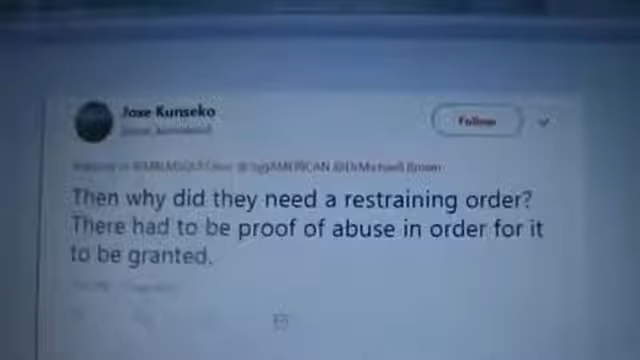 Jose Kunseko
Follow
Then why did they need a restraining order?
There had to be proof of abuse in order for it
to be granted.